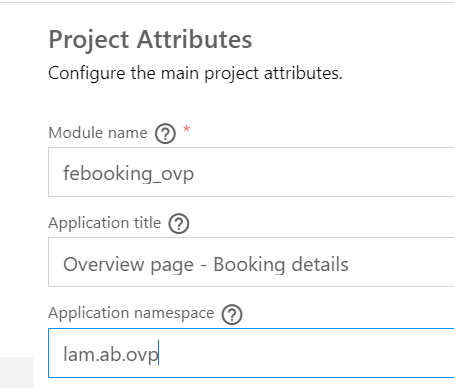 Project Attributes
Configure the main project attributes.
Module name ? *
febooking_ovp
Application title ?
Overview page - Booking details
Application namespace ?
lam.ab.ovp